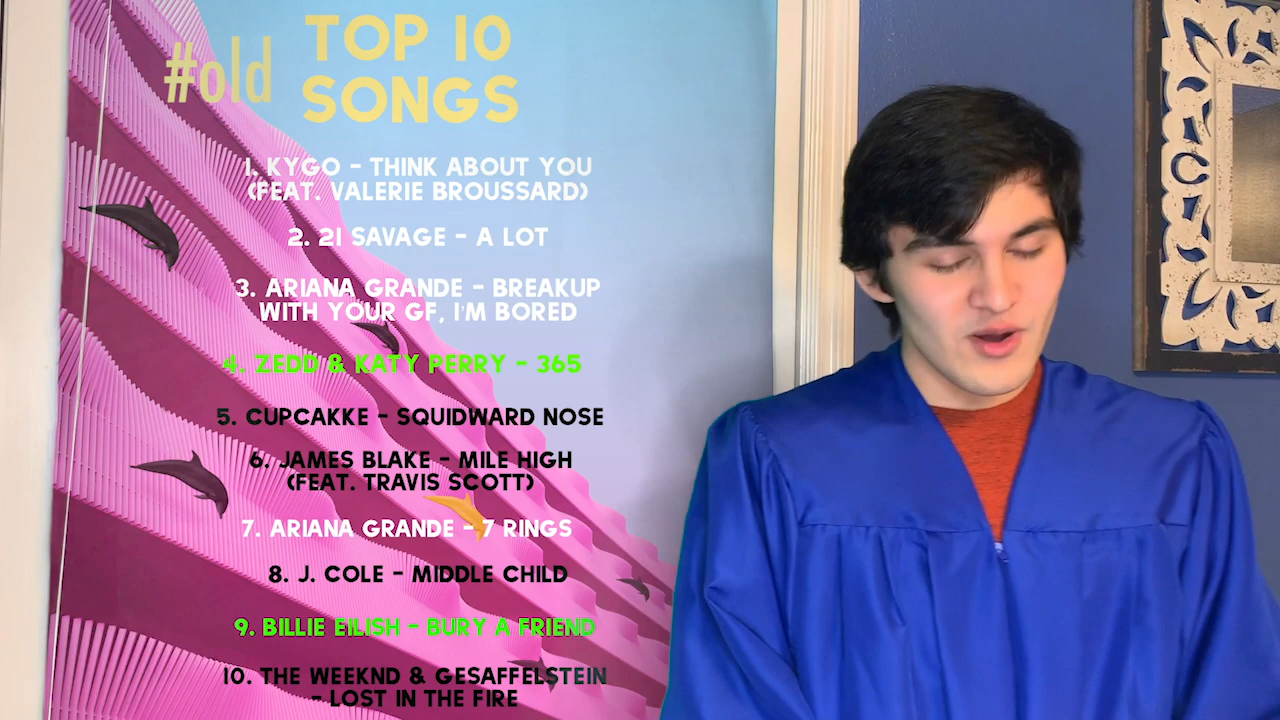 #old TOP 10
SONGS
1. KYGO - THINK ABOUT YOU
(FEAT. VALERIE BROUSSARD)
2. 21 SAVAGE - A LOT
3. ARIANA GRANDE - BREAKUP
WITH YOUR GF, I'M BORED
4. ZEDD & KATY PERRY - 365
5. CUPCAKKE - SQUIDWARD NOSE
6. JAMES BLAKE - MILE HIGH
(FEAT. TRAVIS SCOTT)
7. ARIANA GRANDE - 7 RINGS
8. J. COLE - MIDDLE CHILD
9. BILLIE EILISH - BURY A FRIEND
10. THE WEEKND & GESAFFELSTEIN
- LOST IN THE FIRE